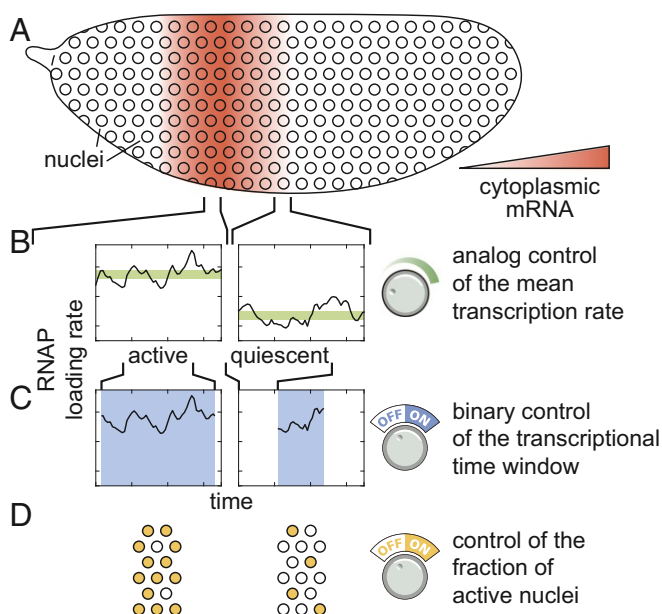 A
nuclei
cytoplasmic
mRNA
B
RNAP
loading rate
analog control
of the mean
transcription rate
active
quiescent
C
OFF ON
binary control
of the transcriptional
time window
time
D
OFF ON
control of the
fraction of
active nuclei